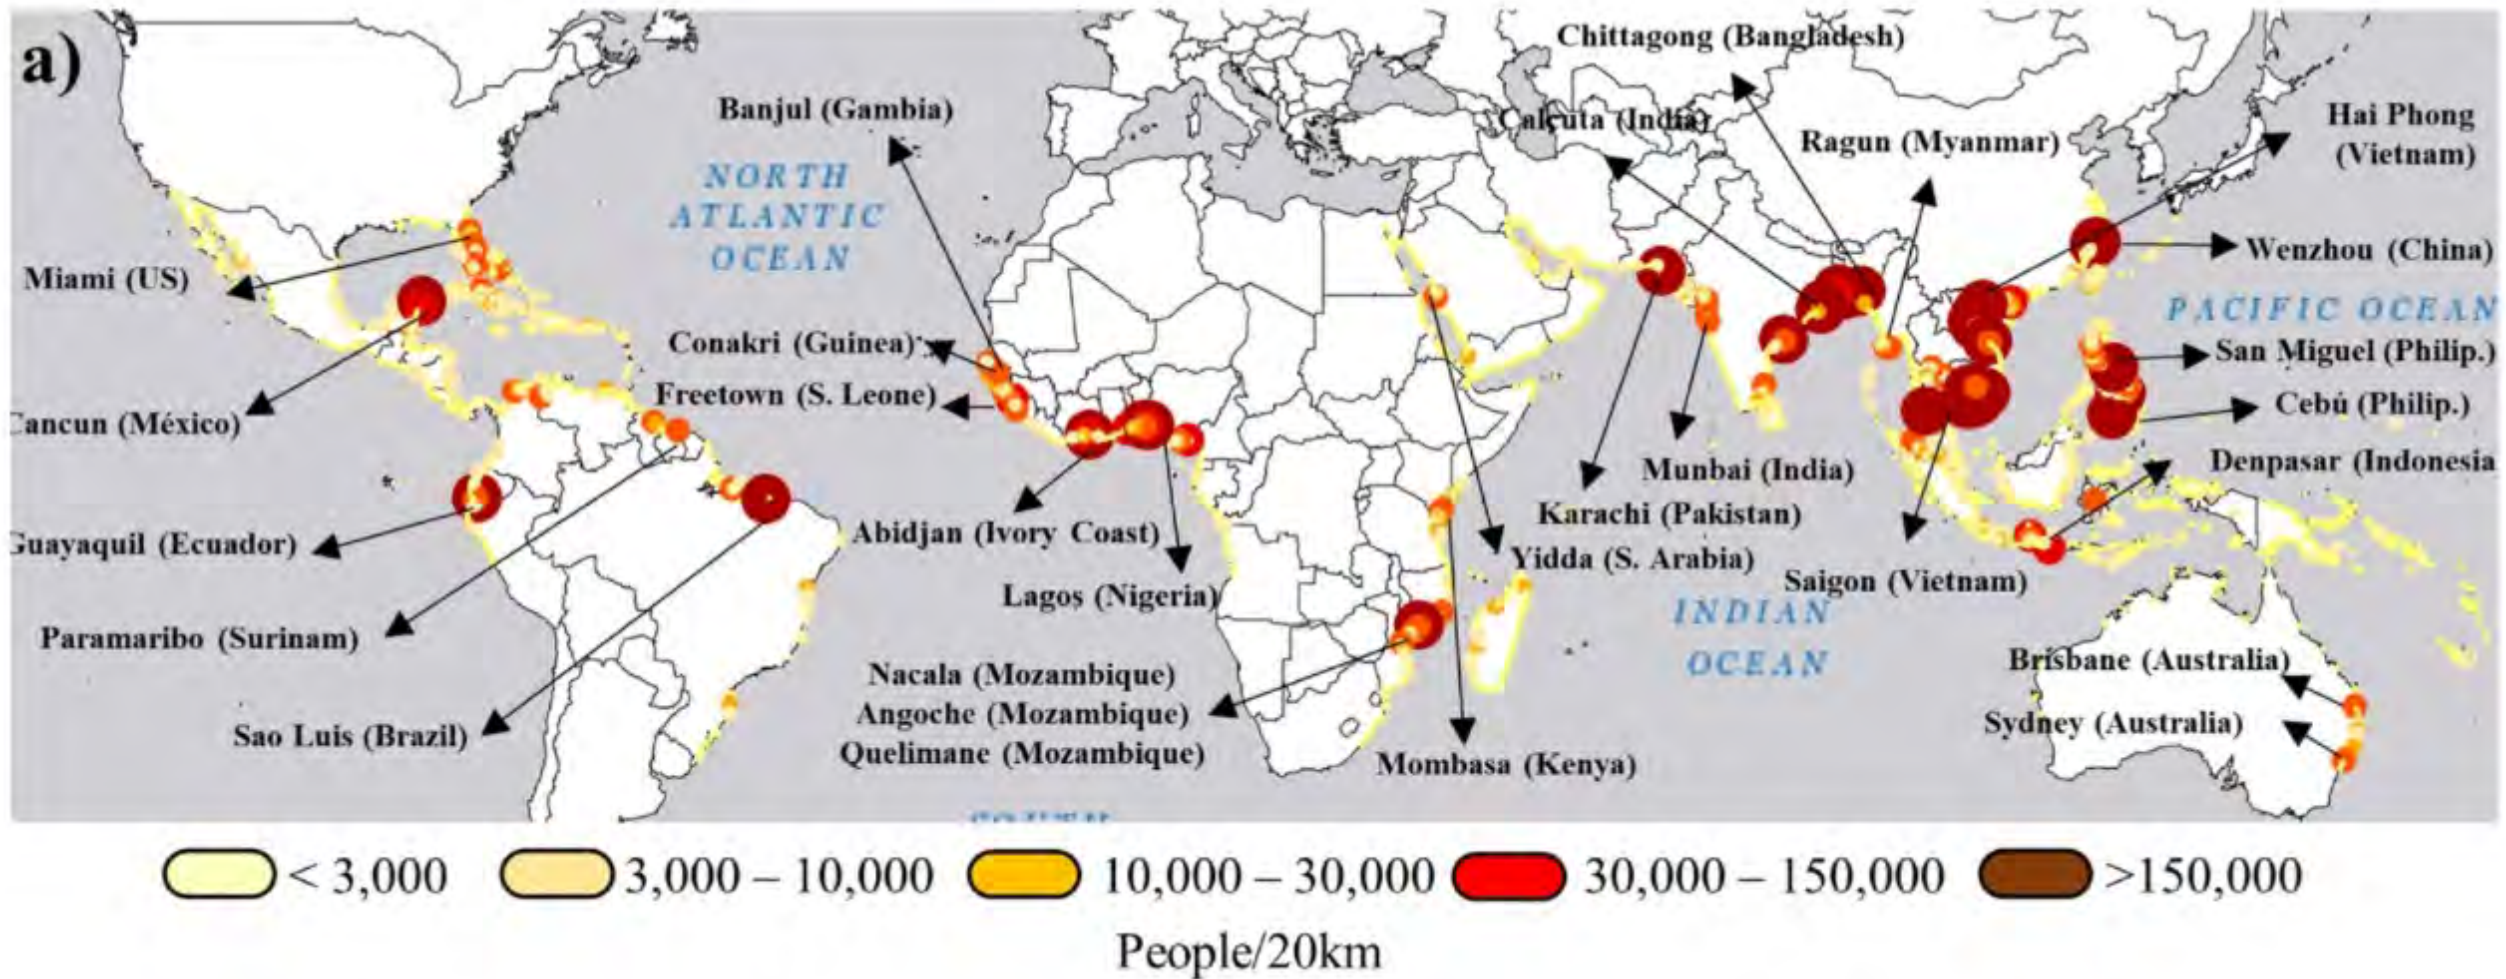 a)
Chittagong (Bangladesh)
Banjul (Gambia)
Calcuta (India)
Ragun (Myanmar)
Hai Phong
(Vietnam)
NORTH
ATLANTIC
OCEAN
Miami (US)
Wenzhou (China)
PACIFIC OCEAN
Conakri (Guinea)
San Miguel (Philip.)
Freetown (S. Leone)
Cancun (México)
Cebú (Philip.)
Munbai (India)
Denpasar (Indonesia
Karachi (Pakistan)
Guayaquil (Ecuador)
Abidjan (Ivory Coast)
Yidda (S. Arabia)
Saigon (Vietnam)
Lagos (Nigeria)
INDIAN
OCEAN
Paramaribo (Surinam)
Nacala (Mozambique)
Angoche (Mozambique)
Quelimane (Mozambique)
Brisbane (Australia)
Sydney (Australia)
Sao Luis (Brazil)
Mombasa (Kenya)
SOUTH
< 3,000 3,000 – 10,000 10,000 – 30,000 30,000 – 150,000 >150,000
People/20km